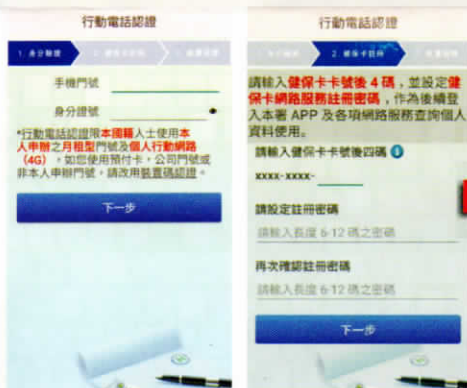 行動電話認證
1. 身分驗證
手機門號
身分證號
*行動電話認證限本國籍人士使用本
人申辦之月租型門號及個人行動網路
(4G)，如您使用預付卡、公司門號或
非本人申辦門號，請改用裝置碼認證。
下一步
行動電話認證
2. 健保卡註冊
請輸入健保卡卡號後 4 碼，並設定健
保卡網路服務註冊密碼，作為後續登
入本署 APP 及各項網路服務查詢個人
資料使用。
請輸入健保卡卡號後四碼
xxxx-xxxx-
請設定註冊密碼
請輸入長度 6-12 碼之密碼
再次確認註冊密碼
請輸入長度 6-12 碼之密碼
下一步